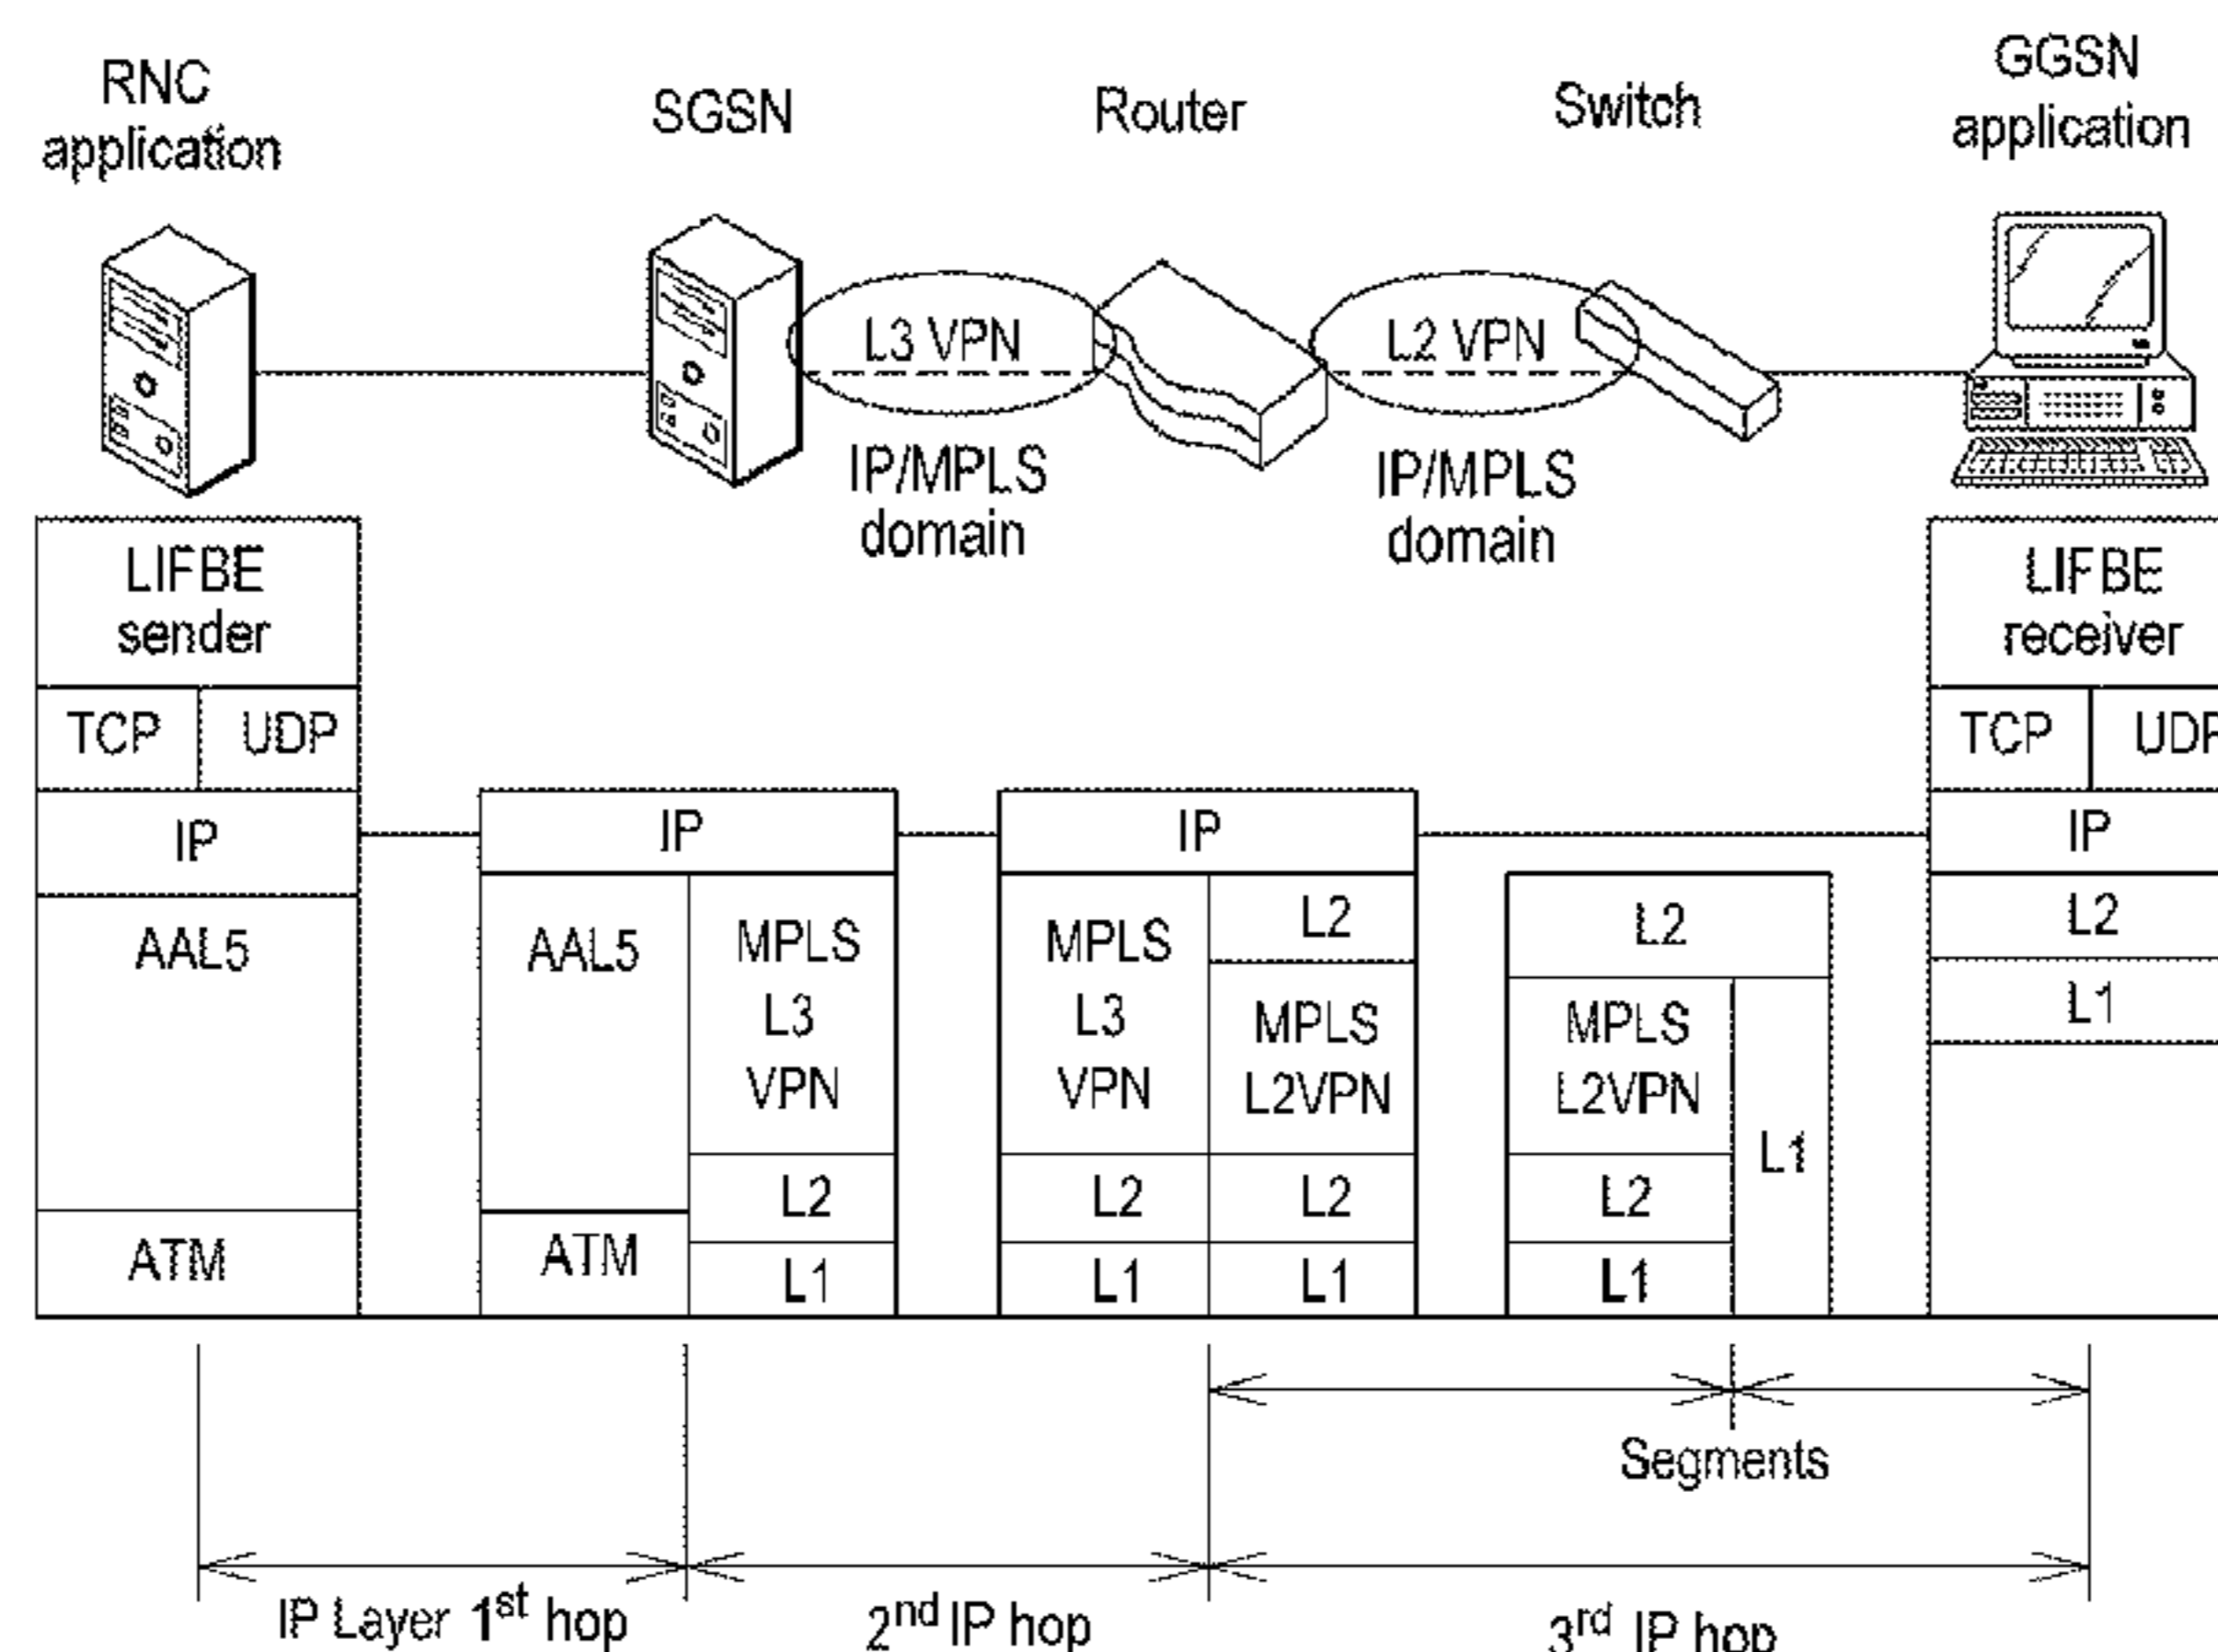 RNC
application
SGSN
Router
Switch
GGSN
application
L3 VPN
L2 VPN
IP/MPLS
domain
IP/MPLS
domain
LIFBE
sender
LIFBE
receiver
TCP
UDP
TCP
UDP
IP
IP
IP
IP
AAL5
AAL5
MPLS
L3
VPN
MPLS
L3
VPN
L2
MPLS
L2VPN
L2
MPLS
L2VPN
L1
L2
L1
ATM
ATM
L2
L1
L2
L1
L2
L1
L2
L1
Segments
IP Layer 1st hop
2nd IP hop
3rd IP hop